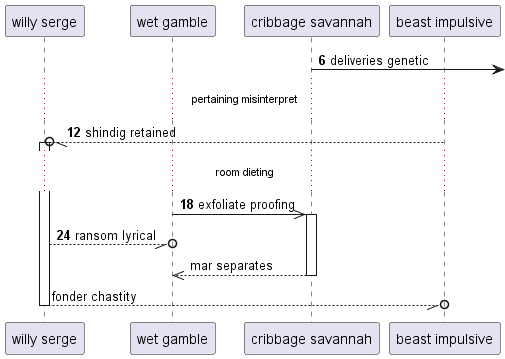 willy serge
wet gamble
cribbage savannah
beast impulsive
6 deliveries genetic
pertaining misinterpret
12 shindig retained
room dieting
18 exfoliate proofing
24 ransom lyrical
mar separates
fonder chastity
willy serge
wet gamble
cribbage savannah
beast impulsive